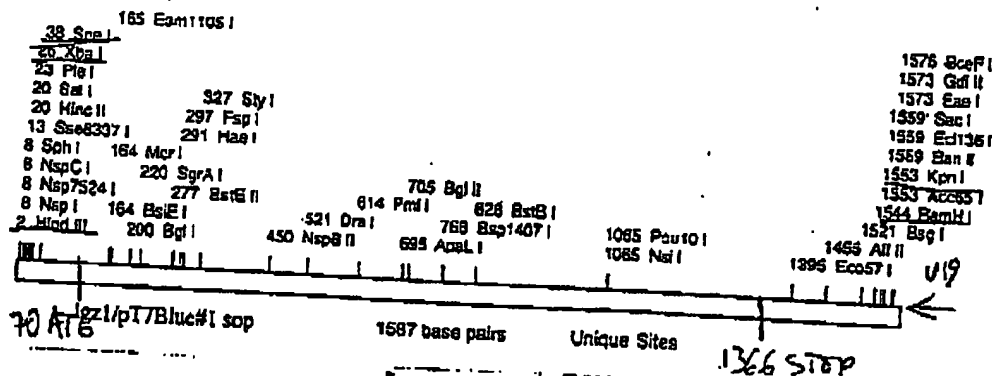 165 Eam1105 I
38 Spe I
26 Xba I
23 Ple I
20 Sal I
20 Hinc II
13 Sse8337 I
8 Sph I
8 NspC I
8 Nsp7524 I
8 Nsp I
2 Hind III
164 Mcr I
164 BsiE I
200 Bgl I
220 SgrA I
277 BstE II
291 Hae I
297 Fsp I
327 Sty I
450 NspB II
521 Dra I
614 Pml I
695 ApaL I
705 Bgl II
768 Bsp1407 I
828 BstB I
1065 Ppu10 I
1065 Nsi I
1395 Eco57 I
1456 Afl II
1576 BceF I
1573 Gdi II
1573 Eae I
1559 Sac I
1559 Ecl136 I
1559 Ban II
1553 Kpn I
1553 Acc65 I
1544 BamH I
1521 Bsg I
U19
70 ATG
gz1/pT7Blue#1 sop
1587 base pairs
Unique Sites
1366 STOP